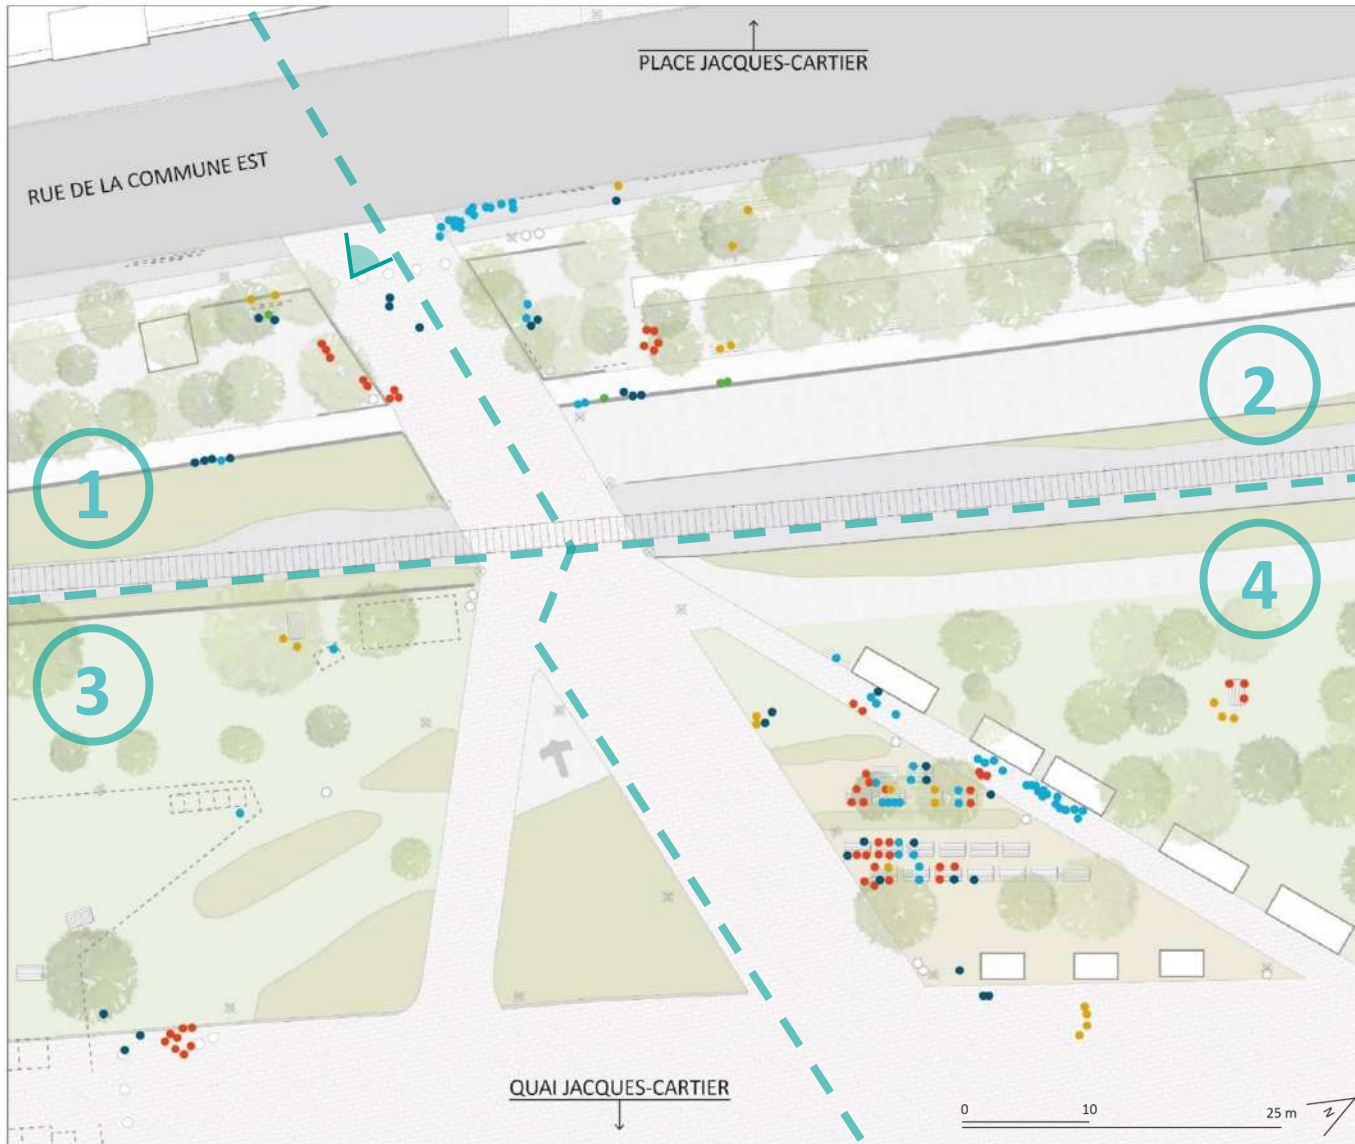 PLACE JACQUES-CARTIER
RUE DE LA COMMUNE EST
2
1
4
3
QUAI JACQUES-CARTIER
0 10 25 m
N